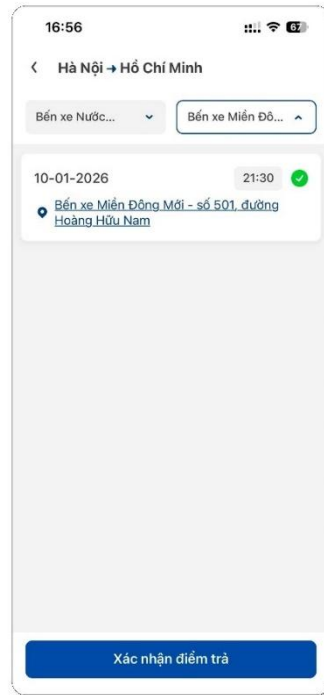 16:56
67
Hà Nội → Hồ Chí Minh
Bến xe Nước...
Bến xe Miền Đô...
10-01-2026
21:30
Bến xe Miền Đông Mới - số 501, đường
Hoàng Hữu Nam
Xác nhận điểm trả